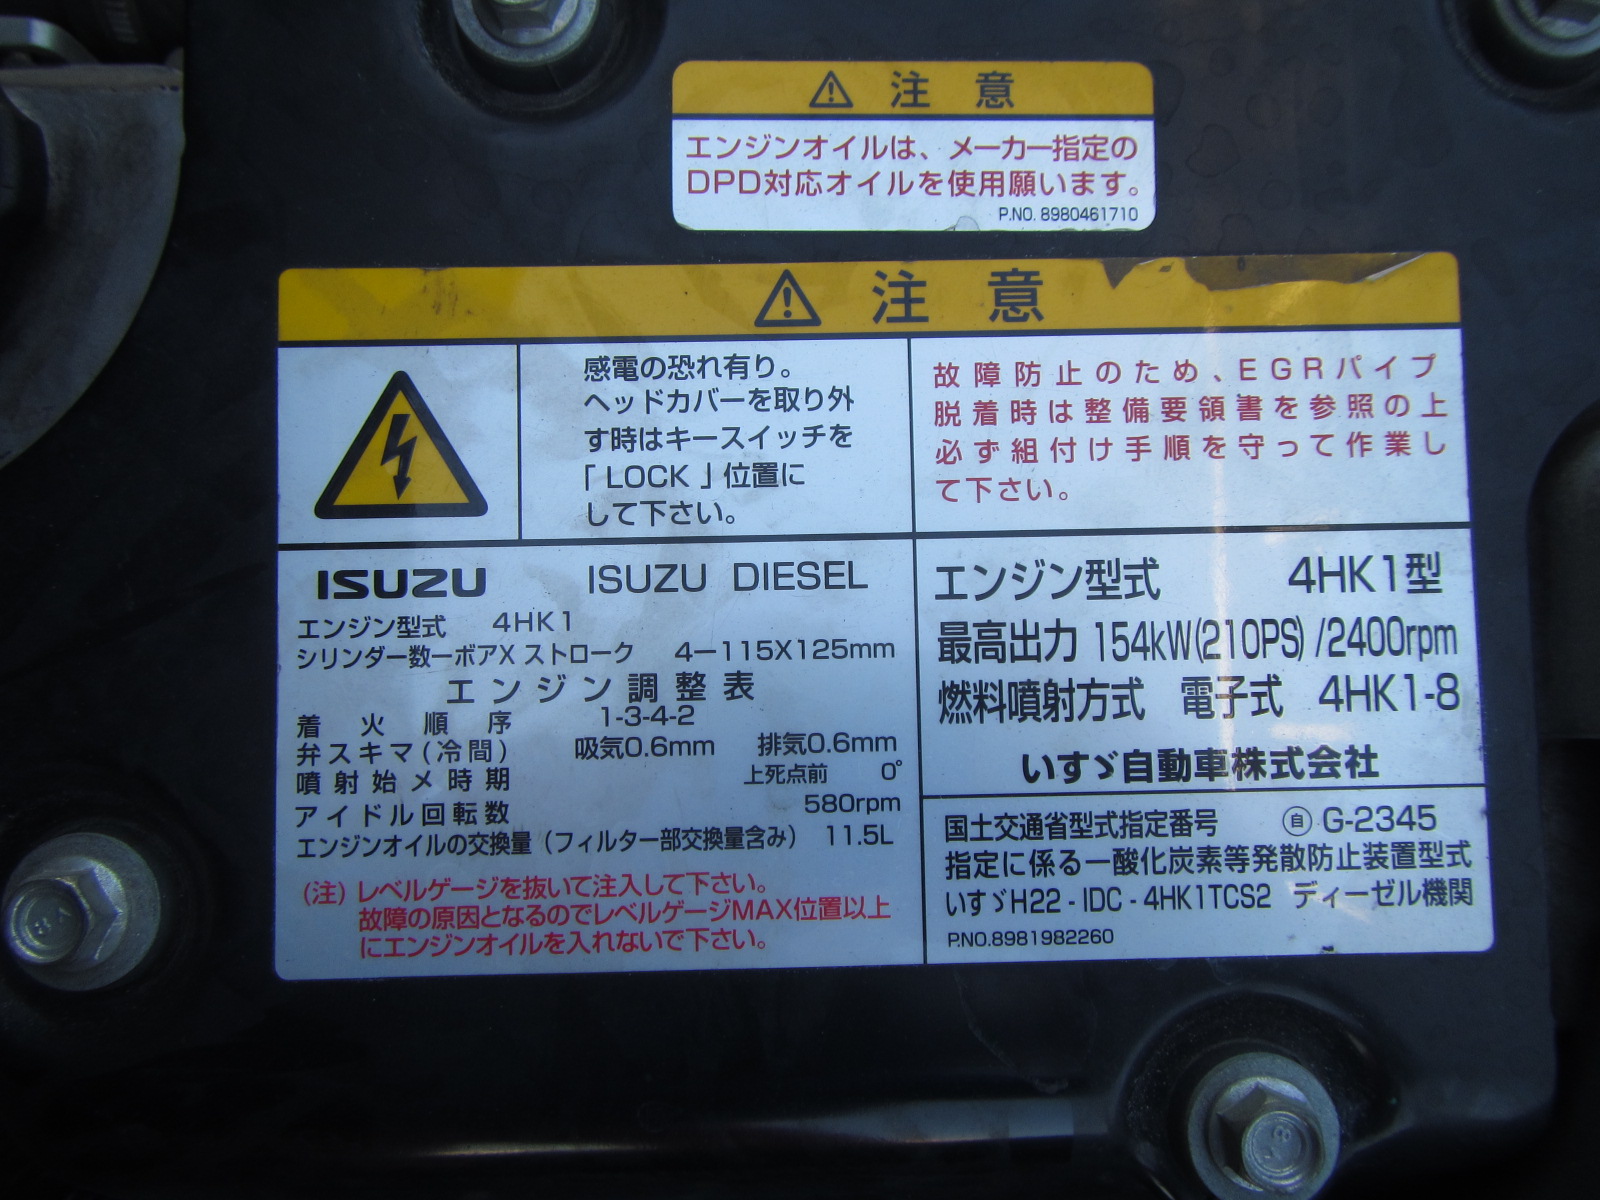 注 意
エンジンオイルは、メーカー指定の
DPD対応オイルを使用願います。
P.NO. 8980461710
注 意
感電の恐れ有り。
ヘッドカバーを取り外
す時はキースイッチを
「LOCK」位置に
して下さい。
故障防止のため、EGRパイプ
脱着時は整備要領書を参照の上
必ず組付け手順を守って作業し
て下さい。
ISUZU ISUZU DIESEL
エンジン型式 4HK1
シリンダー数ーボアX ストローク 4ー115X125mm
エンジン調整表
着火順序 1-3-4-2
弁スキマ(冷間) 吸気0.6mm 排気0.6mm
噴射始メ時期 上死点前 0°
アイドル回転数 580rpm
エンジンオイルの交換量(フィルター部交換量含み) 11.5L
(注) レベルゲージを抜いて注入して下さい。
故障の原因となるのでレベルゲージMAX位置以上
にエンジンオイルを入れないで下さい。
エンジン型式 4HK1型
最高出力 154kW(210PS)/2400rpm
燃料噴射方式 電子式 4HK1-8
いすゞ自動車株式会社
国土交通省型式指定番号 ㉂ G-2345
指定に係る一酸化炭素等発散防止装置型式
いすゞH22-IDC-4HK1TCS2 ディーゼル機関
P.NO.8981982260